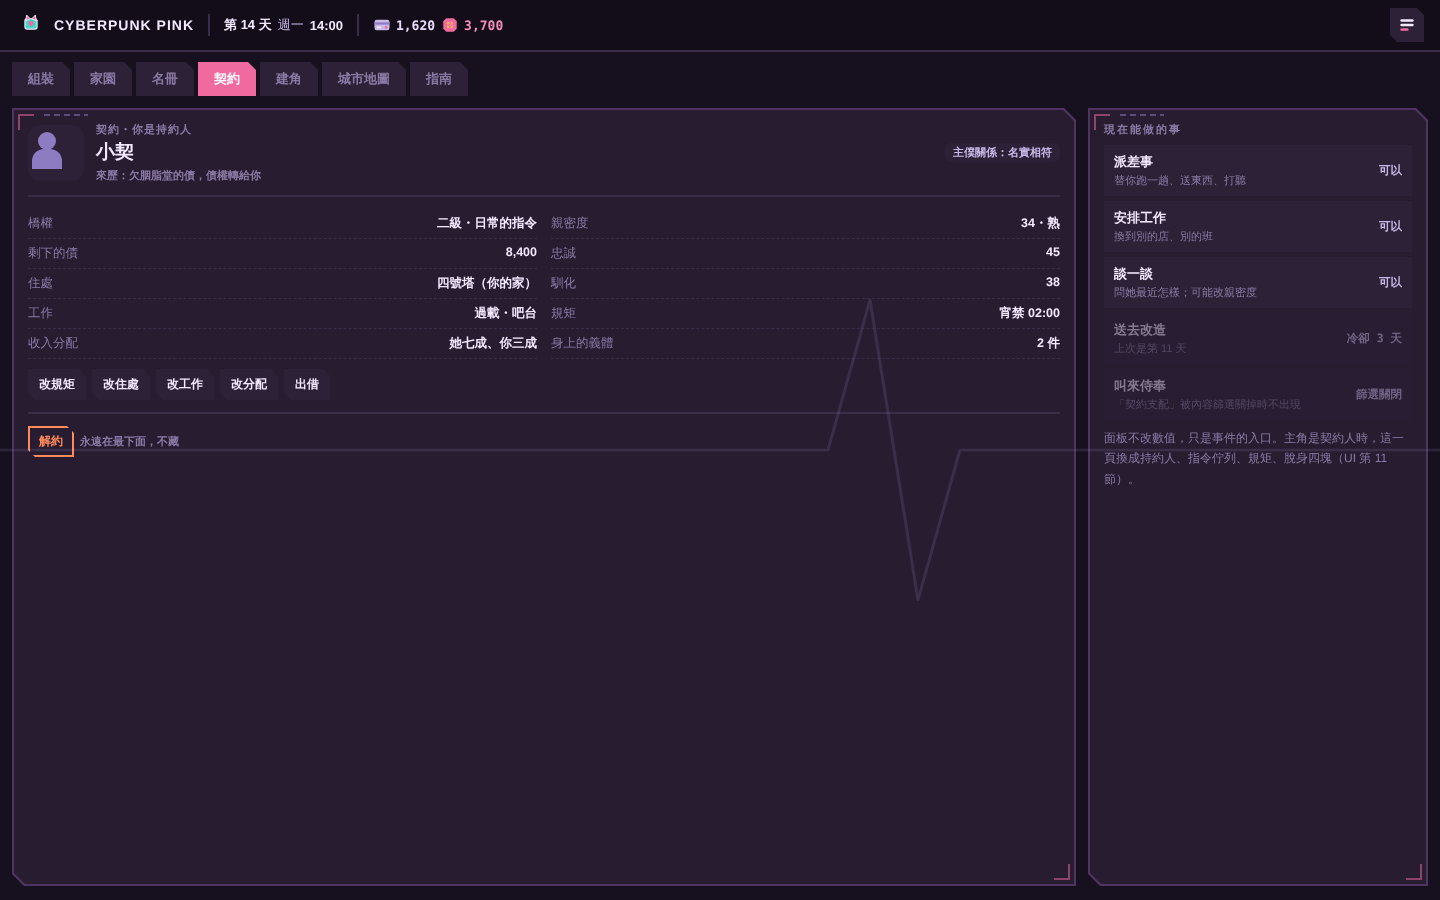 CYBERPUNK PINK 第 14 天 週一 14:00 1,620 3,700
組裝 家園 名冊 契約 建角 城市地圖 指南
契約・你是持約人
小契
來歷：欠胭脂堂的債，債權轉給你
主僕關係：名實相符
橋權 二級・日常的指令
親密度 34・熟
剩下的債 8,400
忠誠 45
住處 四號塔（你的家）
馴化 38
工作 過載・吧台
規矩 宵禁 02:00
收入分配 她七成、你三成
身上的義體 2 件
改規矩 改住處 改工作 改分配 出借
解約 永遠在最下面，不藏
現在能做的事
派差事
替你跑一趟、送東西、打聽
可以
安排工作
換到別的店、別的班
可以
談一談
問她最近怎樣；可能改親密度
可以
送去改造
上次是第 11 天
冷卻 3 天
叫來侍奉
「契約支配」被內容篩選關掉時不出現
篩選關閉
面板不改數值，只是事件的入口。主角是契約人時，這一
頁換成持約人、指令佇列、規矩、脫身四塊（UI 第 11
節）。